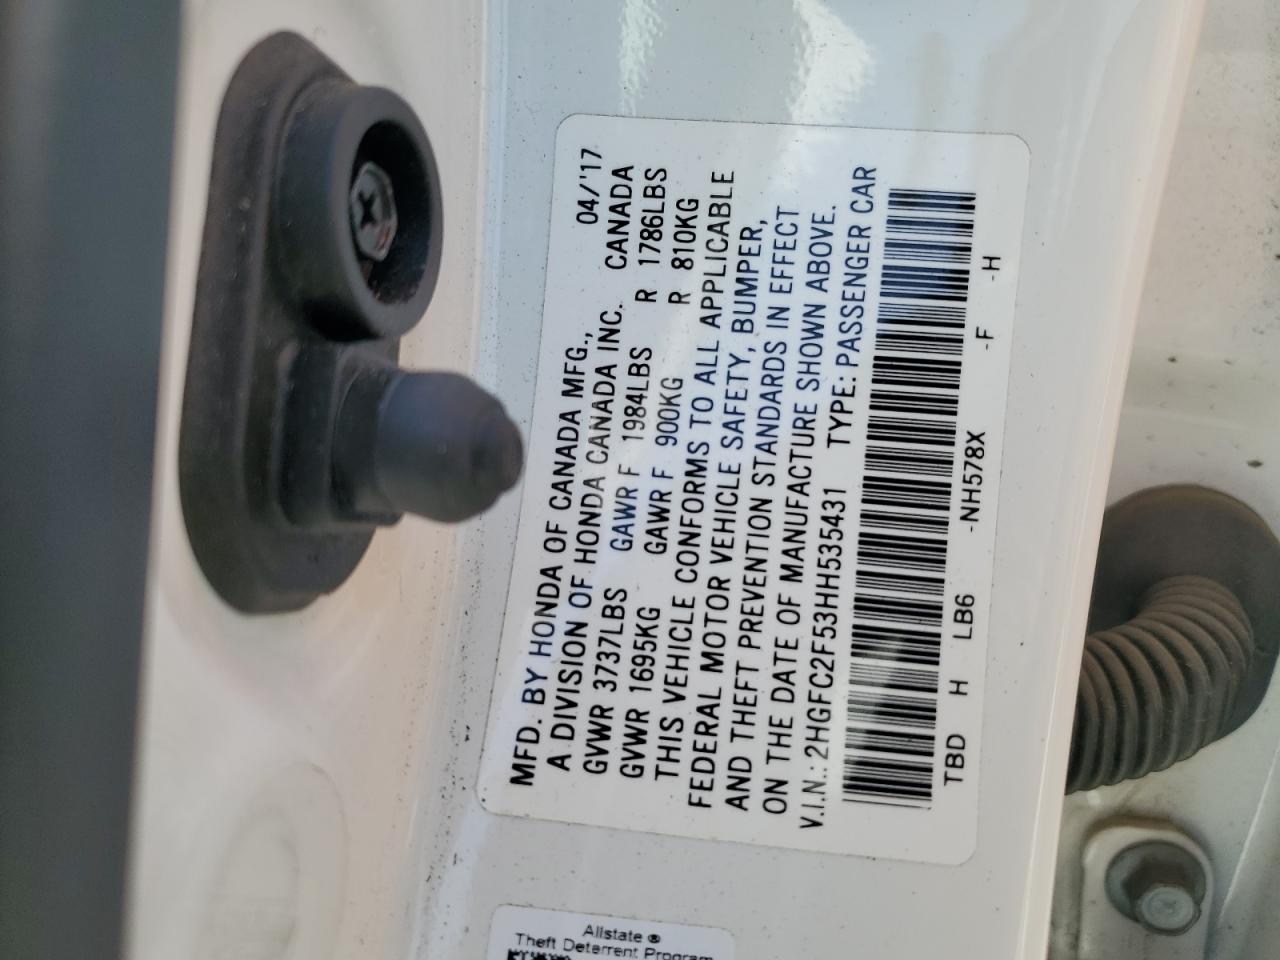 MFD. BY HONDA OF CANADA MFG., 04/'17
A DIVISION OF HONDA CANADA INC. CANADA
GVWR 3737LBS GAWR F 1984LBS R 1786LBS
GVWR 1695KG GAWR F 900KG R 810KG
THIS VEHICLE CONFORMS TO ALL APPLICABLE
FEDERAL MOTOR VEHICLE SAFETY, BUMPER,
AND THEFT PREVENTION STANDARDS IN EFFECT
ON THE DATE OF MANUFACTURE SHOWN ABOVE.
V.I.N.: 2HGFC2F53HH535431 TYPE: PASSENGER CAR
TBD H LB6 -NH578X -F -H
Allstate ®
Theft Deterrent Program